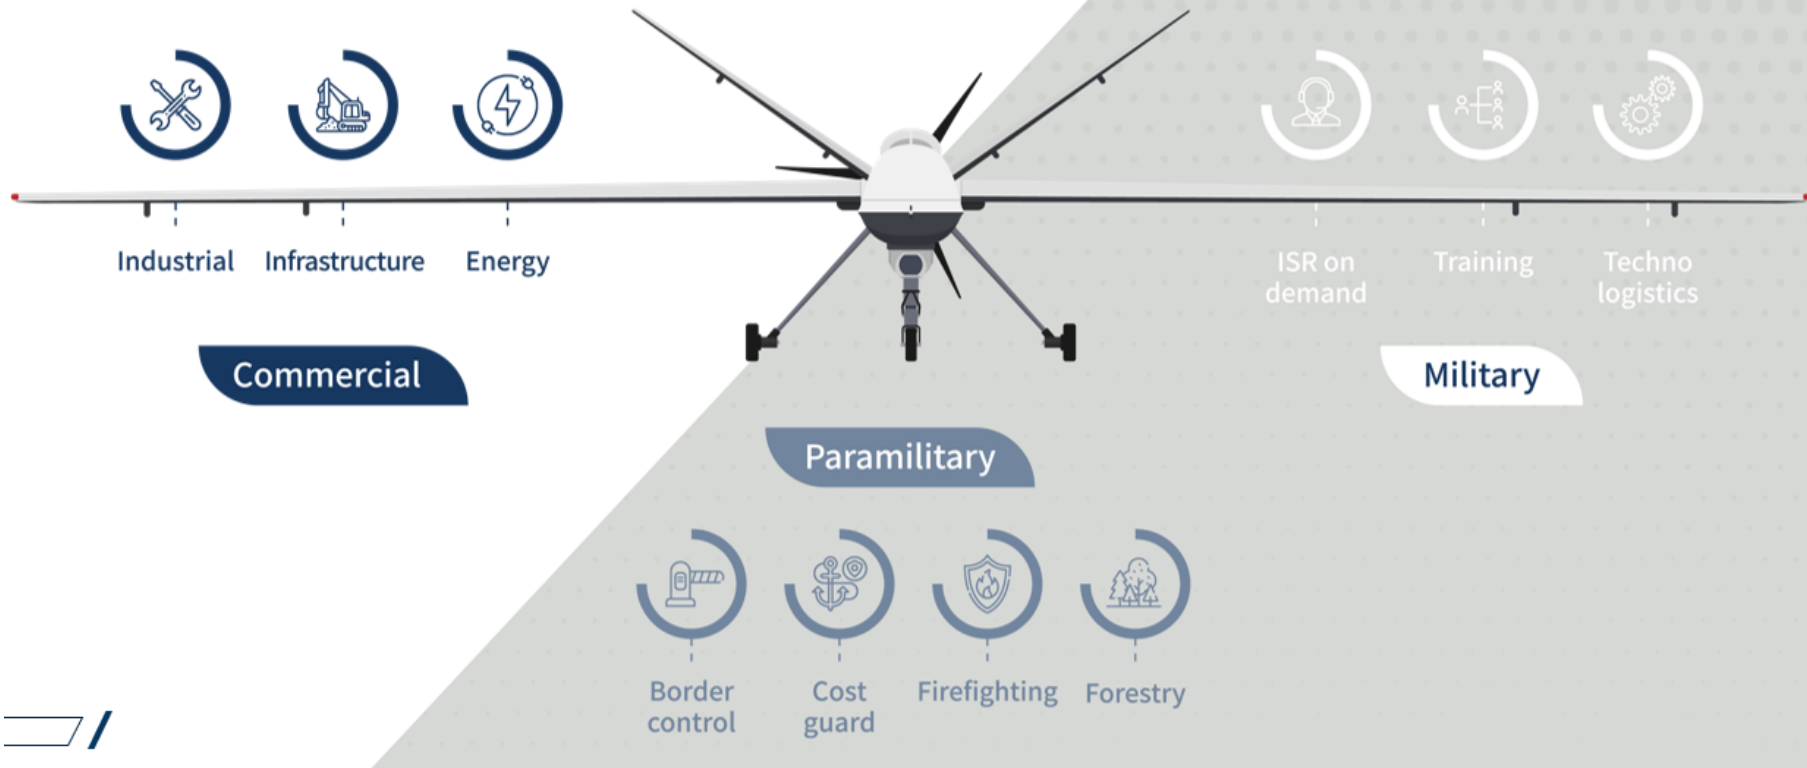 Industrial
Infrastructure
Energy
Commercial
ISR on
demand
Training
Techno
logistics
Military
Paramilitary
Border
control
Cost
guard
Firefighting
Forestry